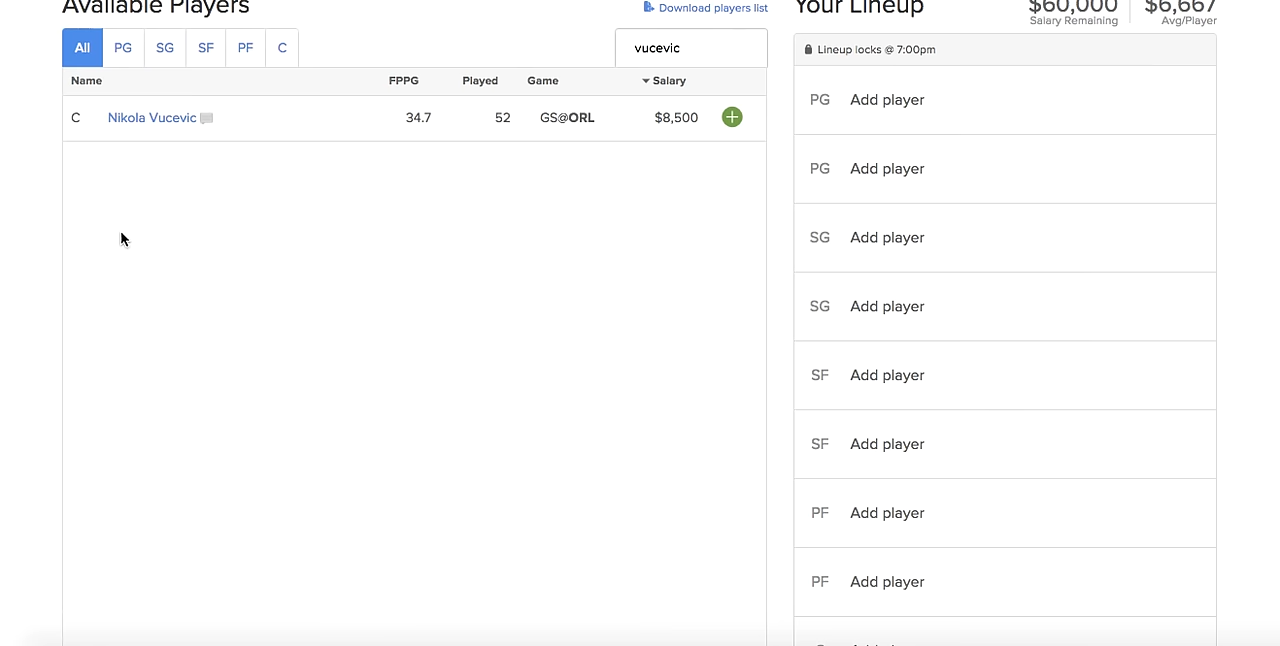 Available Players
Download players list
All PG SG SF PF C
vucevic
Name FPPG Played Game Salary
C Nikola Vucevic 34.7 52 GS@ORL $8,500
Your Lineup
$60,000 $6,667
Salary Remaining Avg/Player
Lineup locks @ 7:00pm
PG Add player
PG Add player
SG Add player
SG Add player
SF Add player
SF Add player
PF Add player
PF Add player